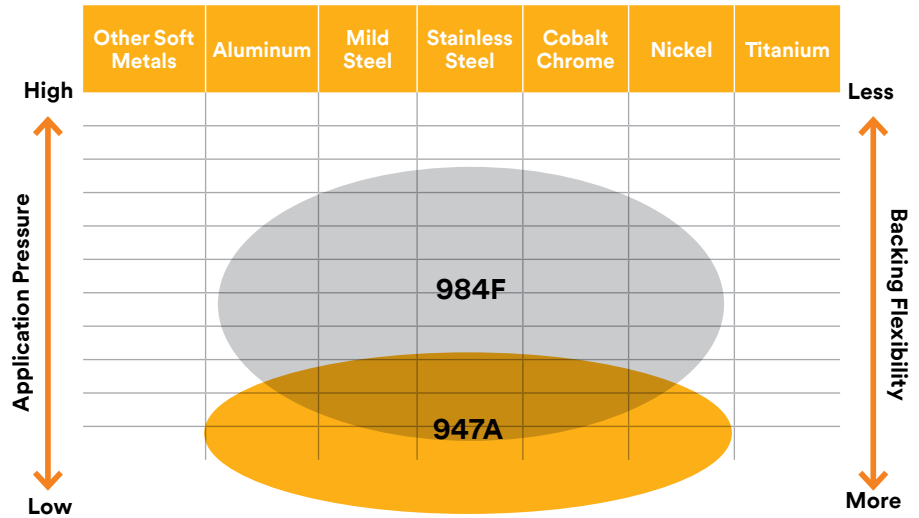 Other Soft
Metals
Aluminum
Mild
Steel
Stainless
Steel
Cobalt
Chrome
Nickel
Titanium
High
Less
Application Pressure
Backing Flexibility
984F
947A
Low
More